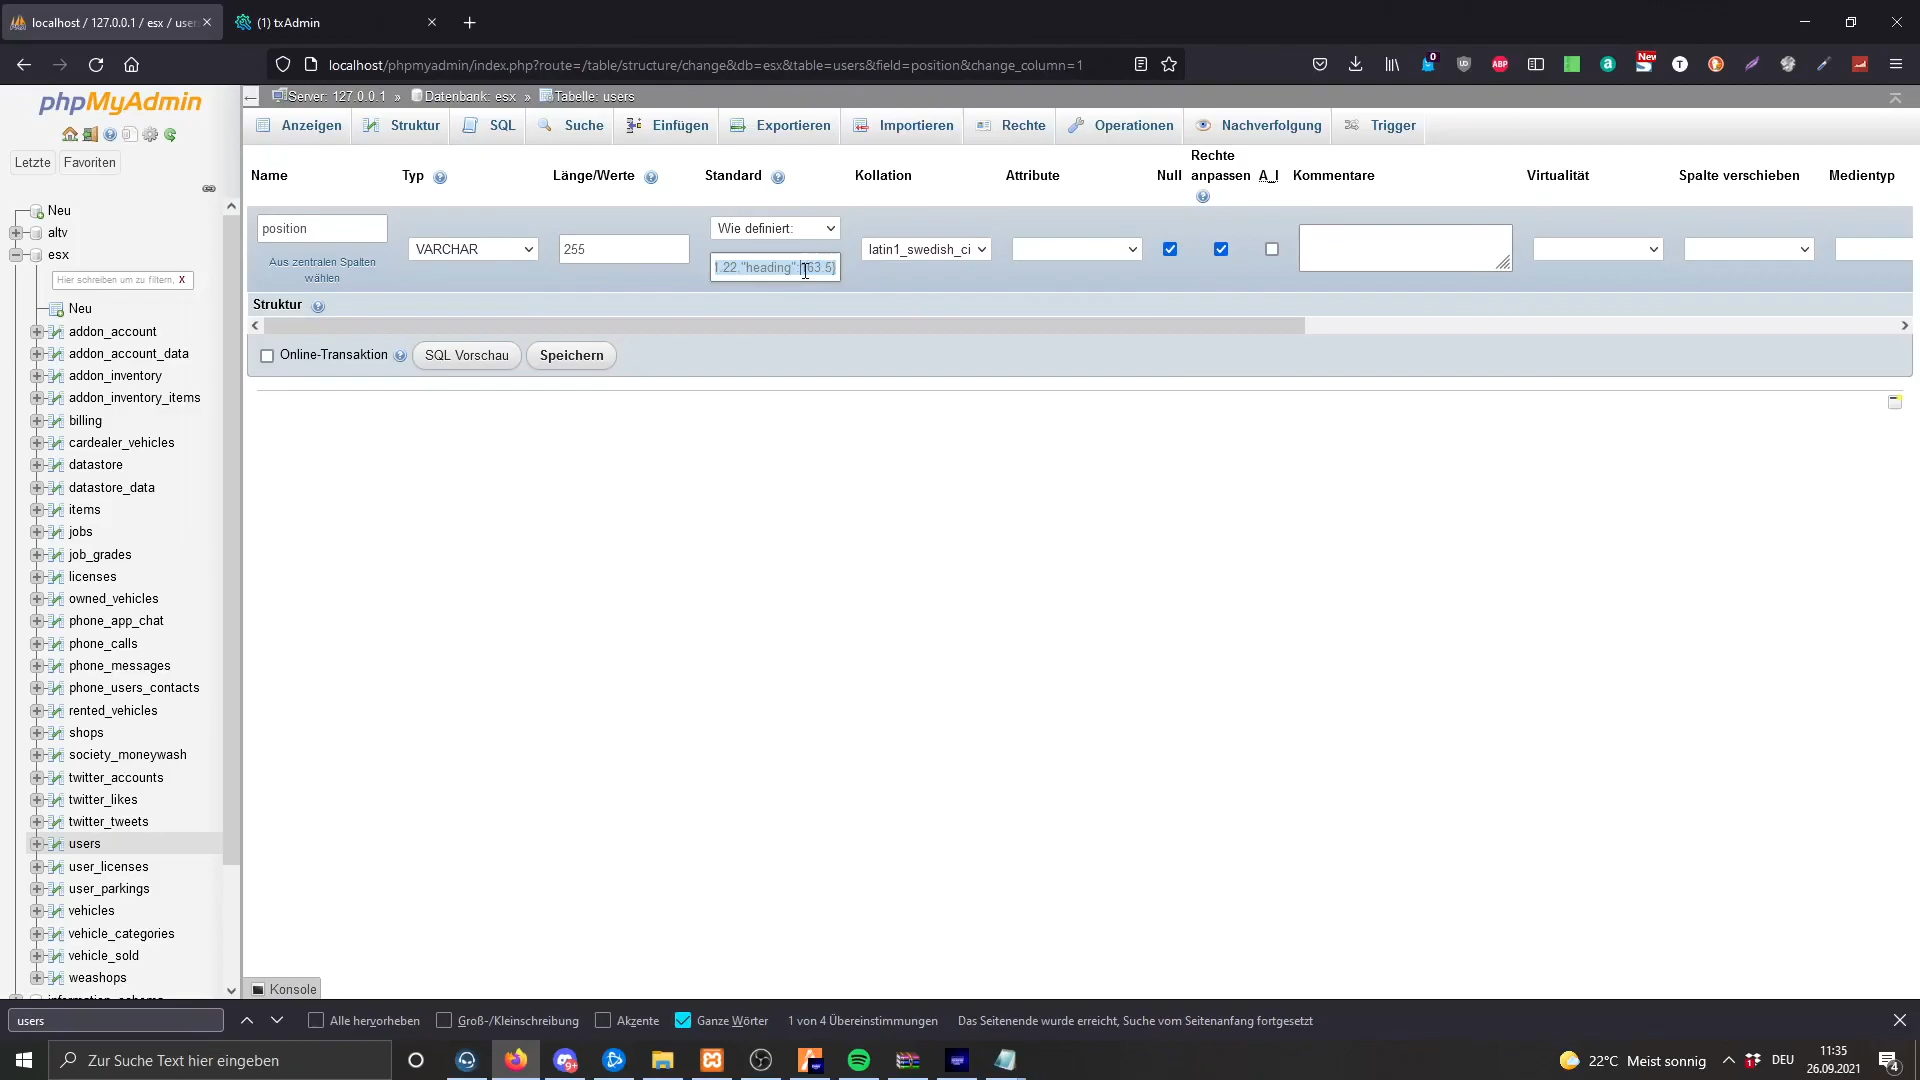 localhost / 127.0.0.1 / esx / user
(1) txAdmin
localhost/phpmyadmin/index.php?route=/table/structure/change&db=esx&table=users&field=position&change_column=1
phpMyAdmin
Server: 127.0.0.1 » Datenbank: esx » Tabelle: users
Anzeigen Struktur SQL Suche Einfügen Exportieren Importieren Rechte Operationen Nachverfolgung Trigger
Letzte Favoriten
Name Typ Länge/Werte Standard Kollation Attribute Null Rechte anpassen A_I Kommentare Virtualität Spalte verschieben Medientyp
position
Aus zentralen Spalten wählen
VARCHAR
255
Wie definiert:
latin1_swedish_ci
Struktur
Online-Transaktion
SQL Vorschau
Speichern
Neu
altv
esx
Hier schreiben um zu filtern, X
Neu
addon_account
addon_account_data
addon_inventory
addon_inventory_items
billing
cardealer_vehicles
datastore
datastore_data
items
jobs
job_grades
licenses
owned_vehicles
phone_app_chat
phone_calls
phone_messages
phone_users_contacts
rented_vehicles
shops
society_moneywash
twitter_accounts
twitter_likes
twitter_tweets
users
user_licenses
user_parkings
vehicles
vehicle_categories
vehicle_sold
weashops
Konsole
users
Alle hervorheben
Groß-/Kleinschreibung
Akzente
Ganze Wörter
1 von 4 Übereinstimmungen
Das Seitenende wurde erreicht, Suche vom Seitenanfang fortgesetzt
Zur Suche Text hier eingeben
22°C Meist sonnig
DEU
11:35
26.09.2021
4